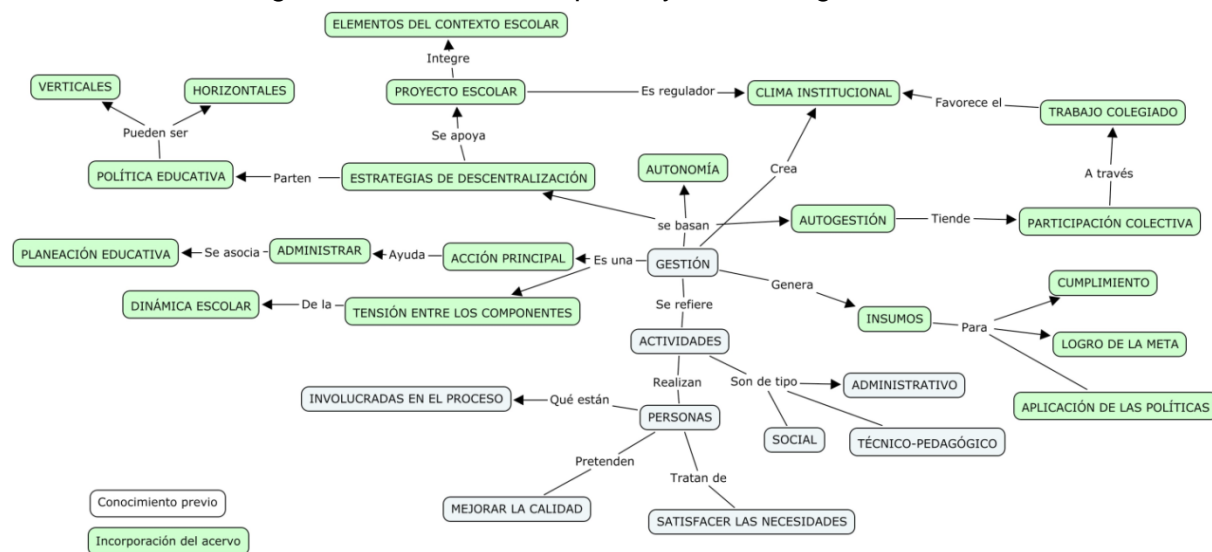 ELEMENTOS DEL CONTEXTO ESCOLAR
Integre
VERTICALES
HORIZONTALES
PROYECTO ESCOLAR
Es regulador
CLIMA INSTITUCIONAL
Favorece el
TRABAJO COLEGIADO
Pueden ser
Se apoya
AUTONOMÍA
Crea
A través
POLÍTICA EDUCATIVA
Parten
ESTRATEGIAS DE DESCENTRALIZACIÓN
se basan
AUTOGESTIÓN
Tiende
PARTICIPACIÓN COLECTIVA
PLANEACIÓN EDUCATIVA
Se asocia
ADMINISTRAR
Ayuda
ACCIÓN PRINCIPAL
Es una
GESTIÓN
Genera
CUMPLIMIENTO
DINÁMICA ESCOLAR
De la
TENSIÓN ENTRE LOS COMPONENTES
Se refiere
INSUMOS
Para
LOGRO DE LA META
ACTIVIDADES
Realizan
Son de tipo
ADMINISTRATIVO
APLICACIÓN DE LAS POLÍTICAS
INVOLUCRADAS EN EL PROCESO
Qué están
PERSONAS
SOCIAL
TÉCNICO-PEDAGÓGICO
Pretenden
Tratan de
MEJORAR LA CALIDAD
SATISFACER LAS NECESIDADES
Conocimiento previo
Incorporación del acervo